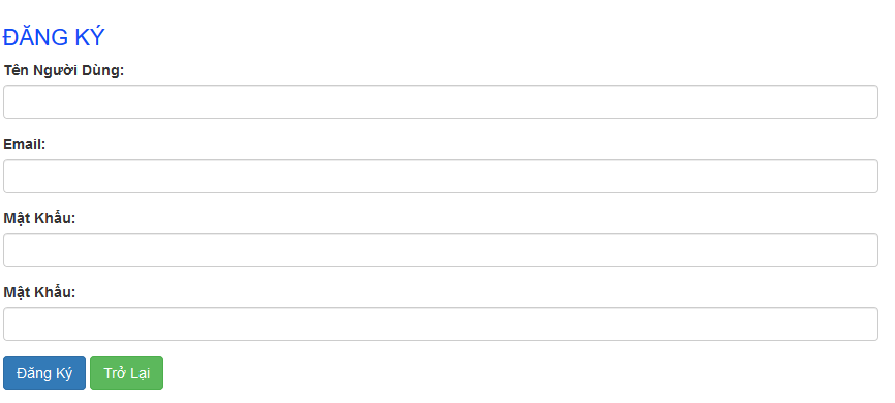 ĐĂNG KÝ
Tên Người Dùng:
Email:
Mật Khẩu:
Mật Khẩu:
Đăng Ký Trở Lại